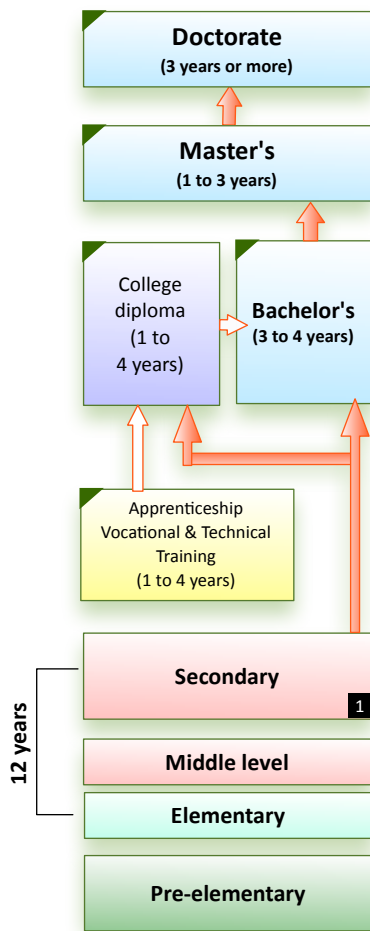 Doctorate
(3 years or more)
Master's
(1 to 3 years)
College
diploma
(1 to
4 years)
Bachelor's
(3 to 4 years)
Apprenticeship
Vocational & Technical
Training
(1 to 4 years)
Secondary
1
12 years
Middle level
Elementary
Pre-elementary